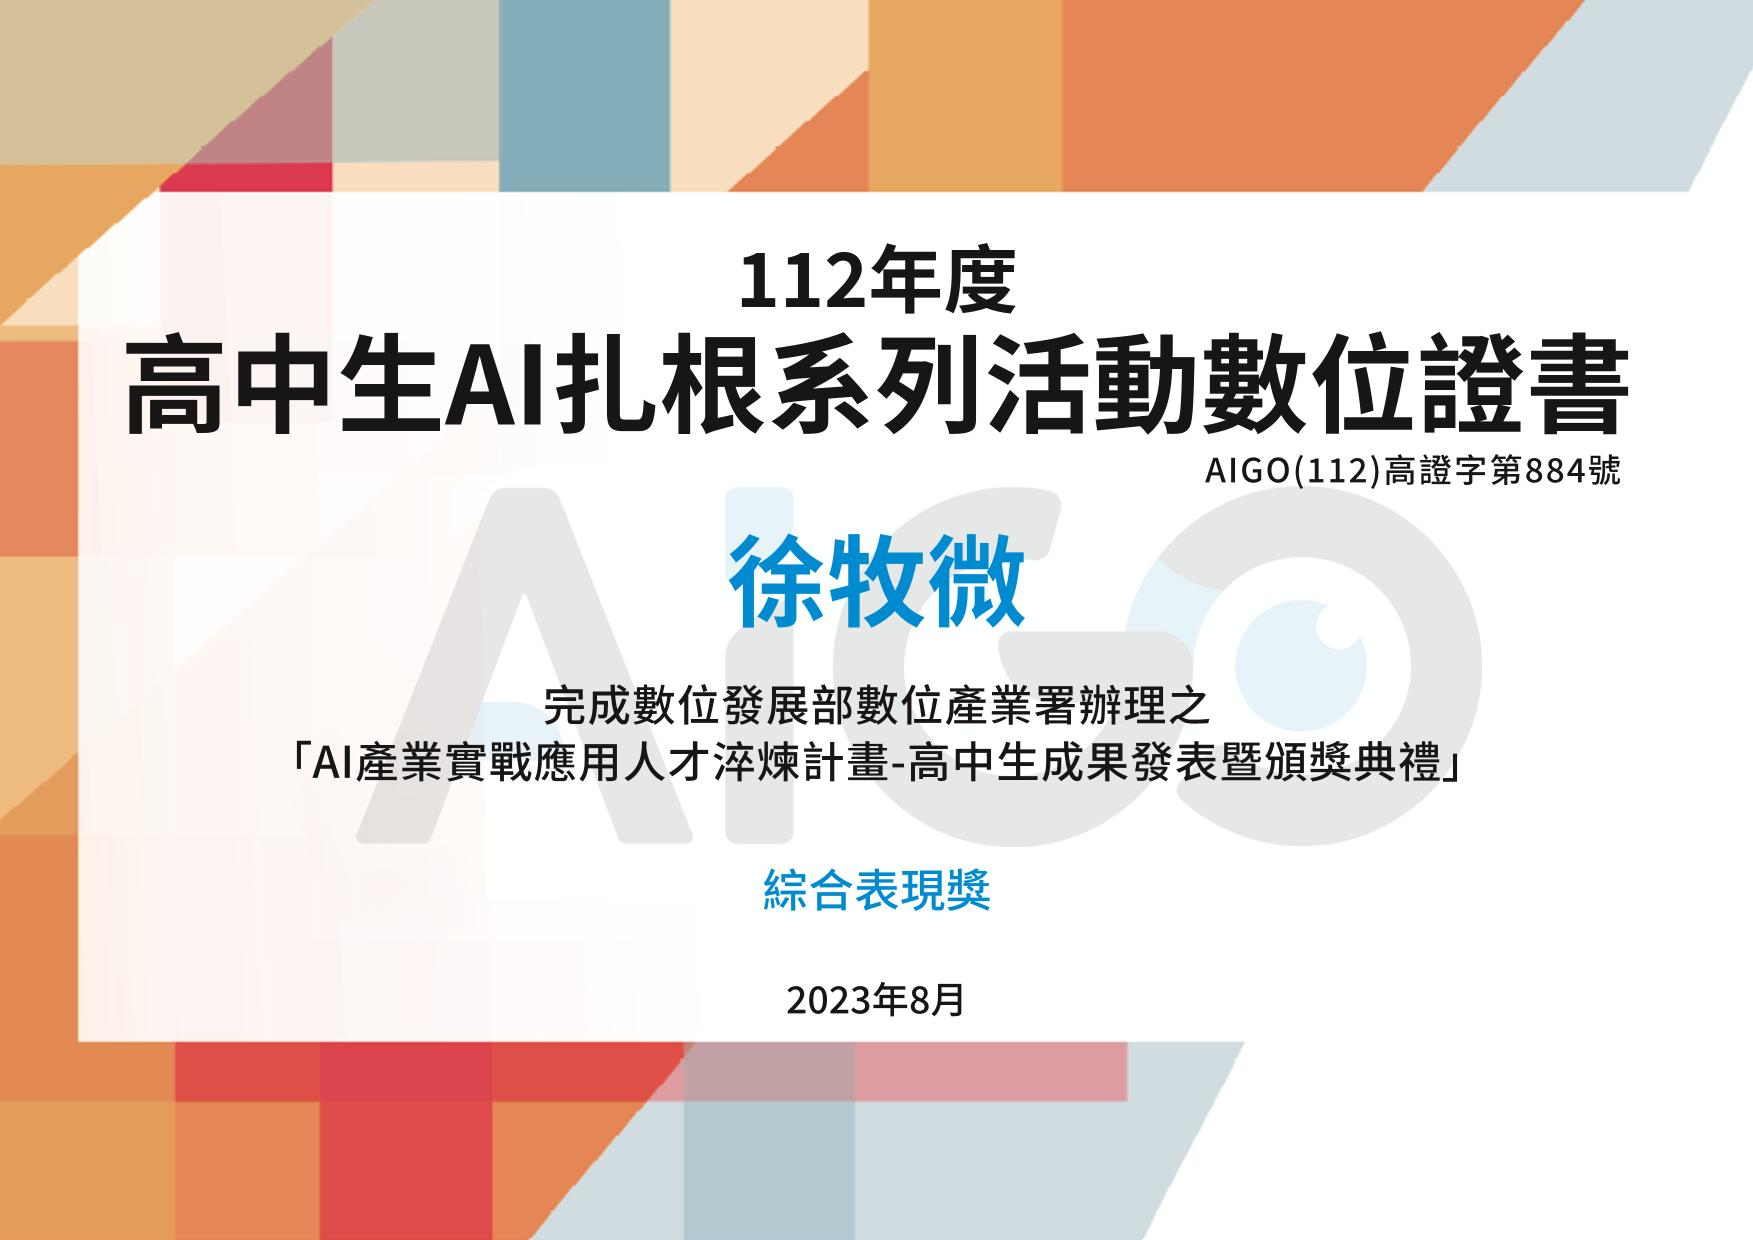 112年度
高中生AI扎根系列活動數位證書
AIGO(112)高證字第884號
AIGO
徐牧微
完成數位發展部數位產業署辦理之
「AI產業實戰應用人才淬煉計畫-高中生成果發表暨頒獎典禮」
綜合表現獎
2023年8月